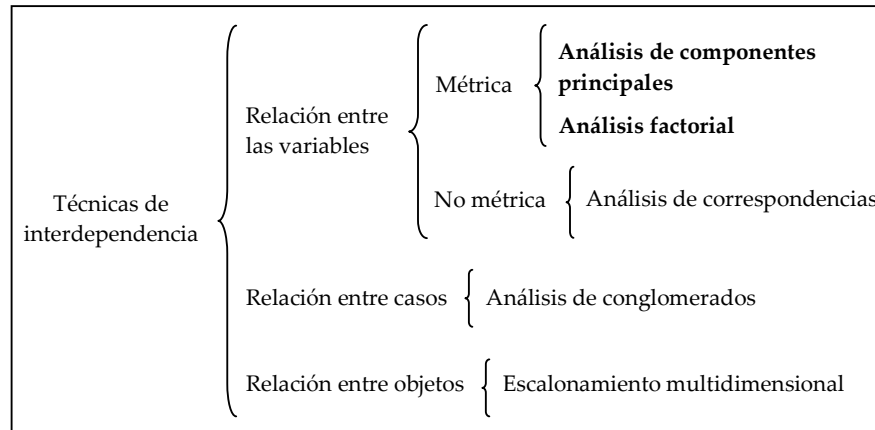 Técnicas de
interdependencia
Relación entre
las variables
Métrica
Análisis de componentes
principales
Análisis factorial
No métrica
Análisis de correspondencias
Relación entre casos
Análisis de conglomerados
Relación entre objetos
Escalonamiento multidimensional